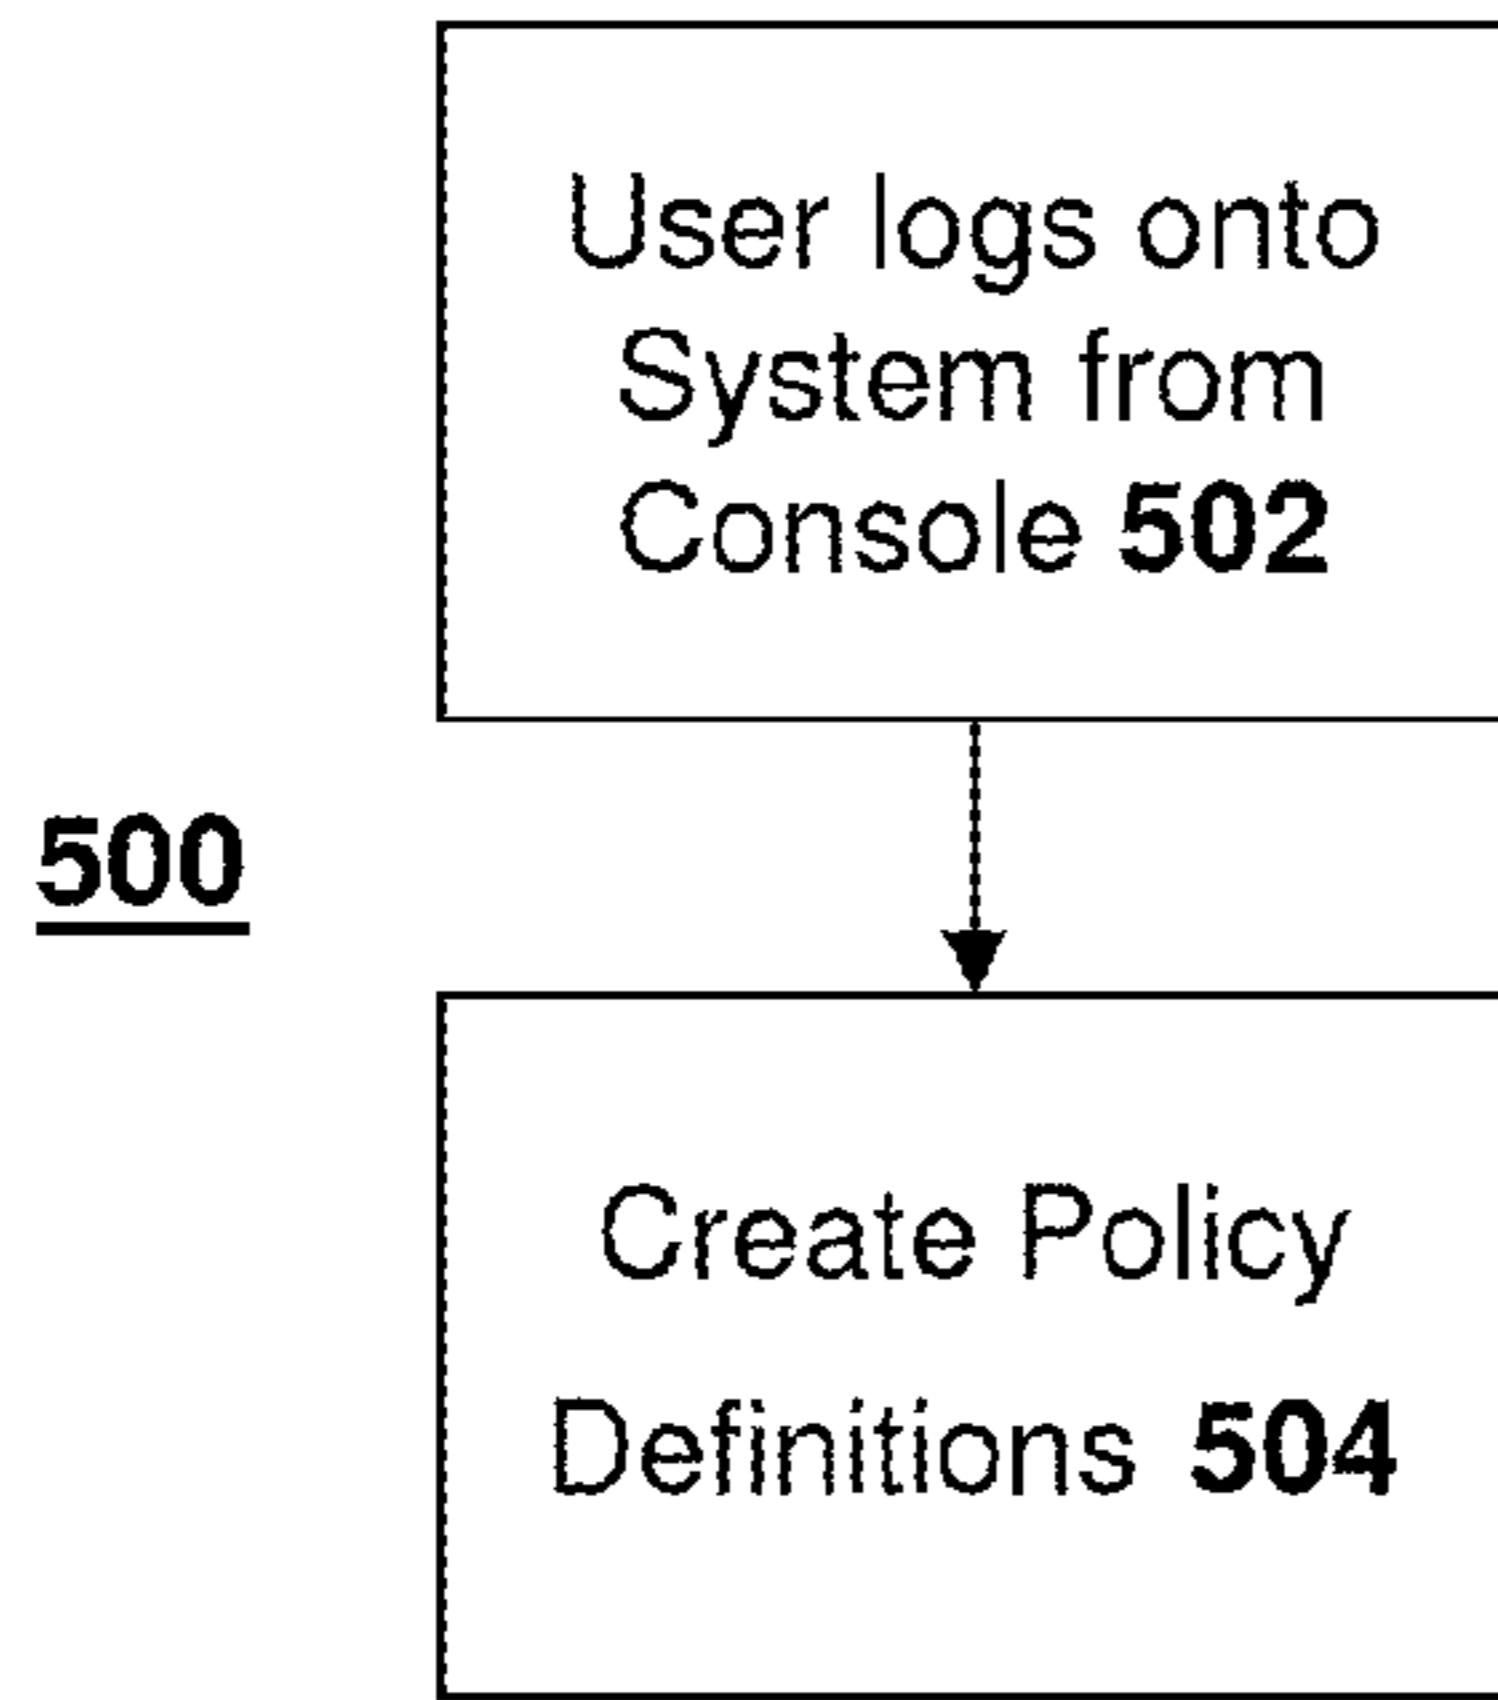 User logs onto
System from
Console 502
500
Create Policy
Definitions 504